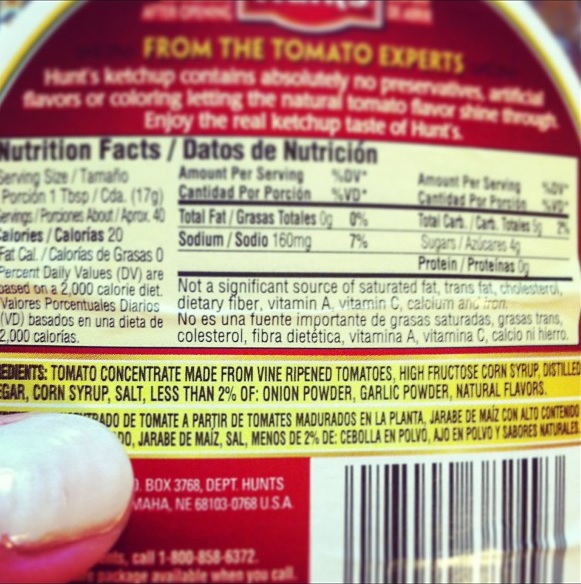 FROM THE TOMATO EXPERTS
Hunt's ketchup contains absolutely no preservatives, artificial
flavors or coloring letting the natural tomato flavor shine through.
Enjoy the real ketchup taste of Hunt's.
Nutrition Facts / Datos de Nutrición
Serving Size / Tamaño
Porción 1 Tbsp / Cda. (17g)
Servings / Porciones About / Aprox. 40
Calories / Calorías 20
Fat Cal. / Calorías de Grasas 0
Percent Daily Values (DV) are
based on a 2,000 calorie diet.
Valores Porcentuales Diarios
(VD) basados en una dieta de
2,000 calorías.
Amount Per Serving %DV*
Cantidad Por Porción %VD*
Total Fat / Grasas Totales 0g 0%
Sodium / Sodio 160mg 7%
Amount Per Serving %DV*
Cantidad Por Porción %VD*
Total Carb. / Carb. Totales 5g 2%
Sugars / Azúcares 4g
Protein / Proteínas 0g
Not a significant source of saturated fat, trans fat, cholesterol,
dietary fiber, vitamin A, vitamin C, calcium and iron.
No es una fuente importante de grasas saturadas, grasas trans,
colesterol, fibra dietética, vitamina A, vitamina C, calcio ni hierro.
EDIENTS: TOMATO CONCENTRATE MADE FROM VINE RIPENED TOMATOES, HIGH FRUCTOSE CORN SYRUP, DISTILLED
EGAR, CORN SYRUP, SALT, LESS THAN 2% OF: ONION POWDER, GARLIC POWDER, NATURAL FLAVORS.
TRADO DE TOMATE A PARTIR DE TOMATES MADURADOS EN LA PLANTA, JARABE DE MAÍZ CON ALTO CONTENIDO
DO, JARABE DE MAÍZ, SAL, MENOS DE 2% DE: CEBOLLA EN POLVO, AJO EN POLVO Y SABORES NATURALES.
. BOX 3768, DEPT. HUNTS
MAHA, NE 68103-0768 U.S.A.
call 1-800-858-6372.
package available when you call.